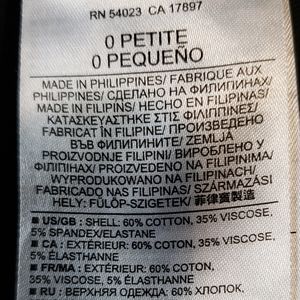 RN 54023 CA 17897
0 PETITE
0 PEQUEÑO
MADE IN PHILIPPINES/ FABRIQUE AUX
PHILIPPINES/ СДЕЛАНО НА ФИЛИПИНАХ/
MADE IN FILIPINS/ HECHO EN FILIPINAS/
ΚΑΤΑΣΚΕΥΑΣΤΗΚΕ ΣΤΙΣ ΦΙΛΙΠΠΙΝΕΣ/
FABRICAT ÎN FILIPINE/ ПРОИЗВЕДЕНО
ВЪВ ФИЛИПИНИТЕ/ ZEMLJA
PROIZVODNJE FILIPINI/ ВИРОБЛЕНО У
ФІЛІПІНАХ/ PROIZVEDENO NA FILIPINIMA/
WYPRODUKOWANO NA FILIPINACH/
FABRICADO NAS FILIPINAS/ SZÁRMAZÁSI
HELY: FÜLÖP-SZIGETEK/ 菲律賓製造
■ US/GB : SHELL: 60% COTTON, 35% VISCOSE,
5% SPANDEX/ELASTANE
■ CA : EXTÉRIEUR: 60% COTON, 35% VISCOSE,
5% ÉLASTHANNE
■ FR/MA : EXTÉRIEUR: 60% COTON, 35% VISCOSE,
5% ÉLASTHANNE
■ RU : ВЕРХНЯЯ ОДЕЖДА: 60% ХЛОПОК,